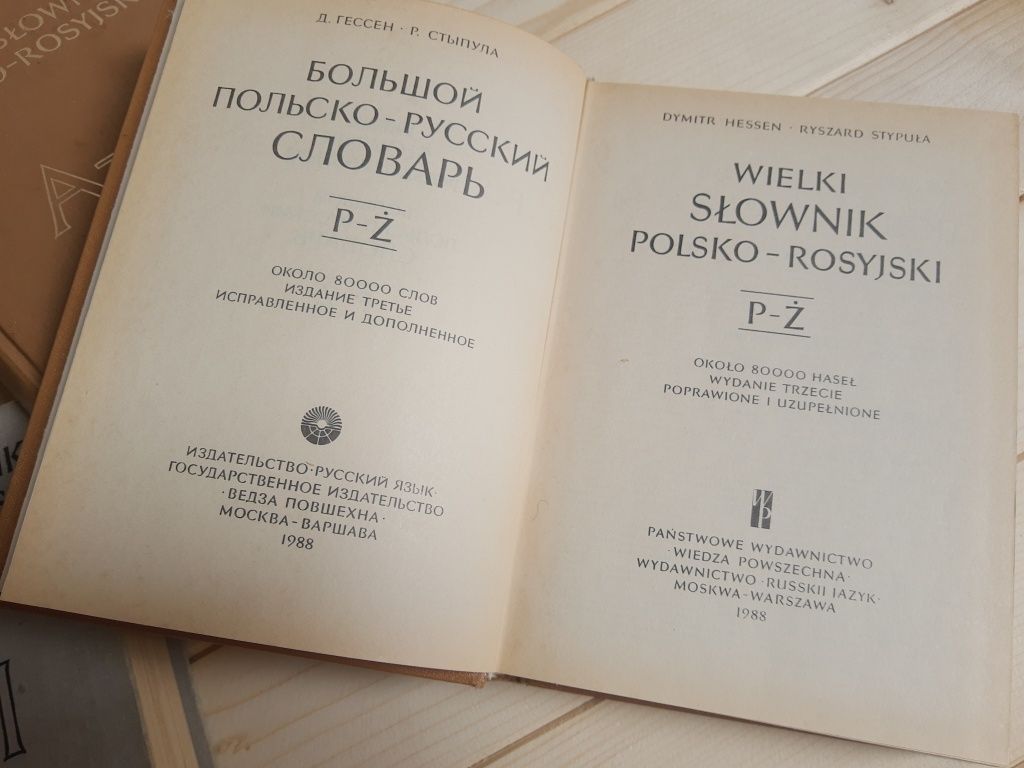 Д. ГЕССЕН · Р. СТЫПУЛА
БОЛЬШОЙ
ПОЛЬСКО-РУССКИЙ
СЛОВАРЬ
P-Ż
ОКОЛО 80000 СЛОВ
ИЗДАНИЕ ТРЕТЬЕ
ИСПРАВЛЕННОЕ И ДОПОЛНЕННОЕ
ИЗДАТЕЛЬСТВО·РУССКИЙ ЯЗЫК·
ГОСУДАРСТВЕННОЕ ИЗДАТЕЛЬСТВО
·ВЕДЗА ПОВШЕХНА·
МОСКВА-ВАРШАВА
1988
DYMITR HESSEN · RYSZARD STYPUŁA
WIELKI
SŁOWNIK
POLSKO-ROSYJSKI
P-Ż
OKOŁO 80000 HASEŁ
WYDANIE TRZECIE
POPRAWIONE I UZUPEŁNIONE
WP
PAŃSTWOWE WYDAWNICTWO
·WIEDZA POWSZECHNA·
WYDAWNICTWO·RUSSKII JAZYK·
MOSKWA-WARSZAWA
1988